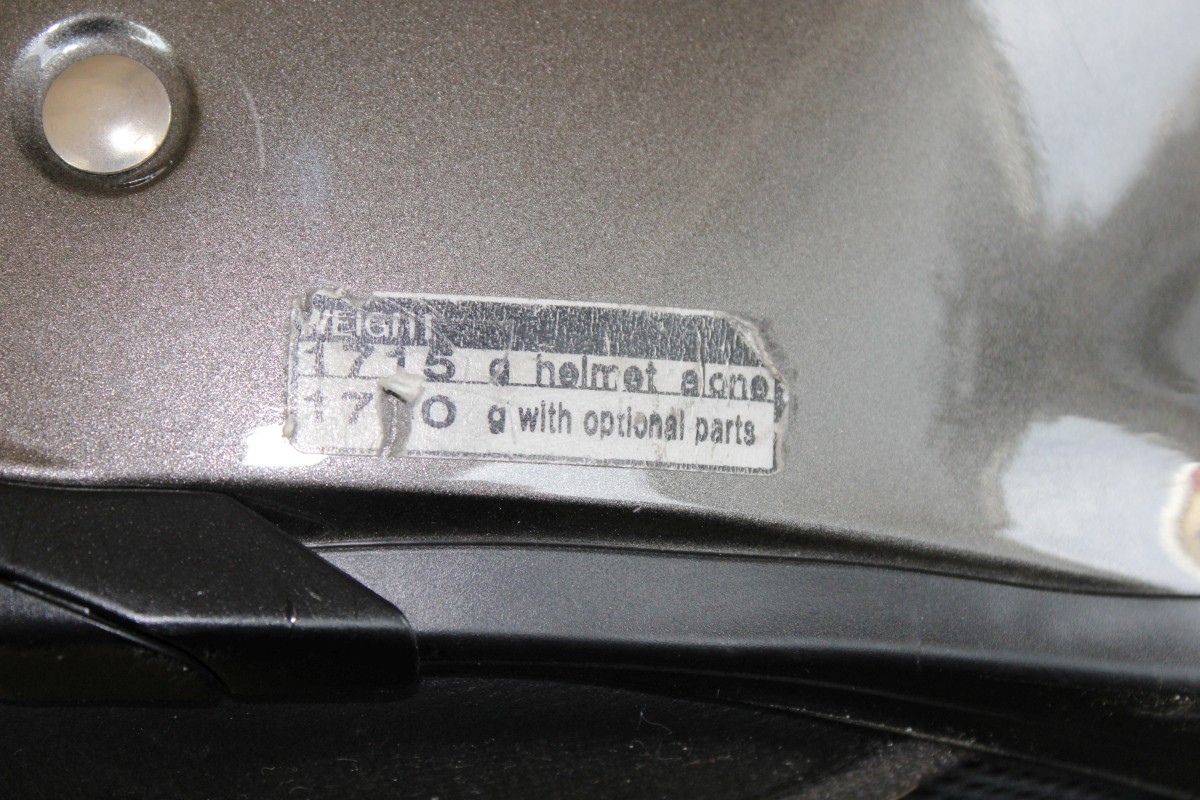 WEIGHT
1715 g helmet alone
g with optional parts